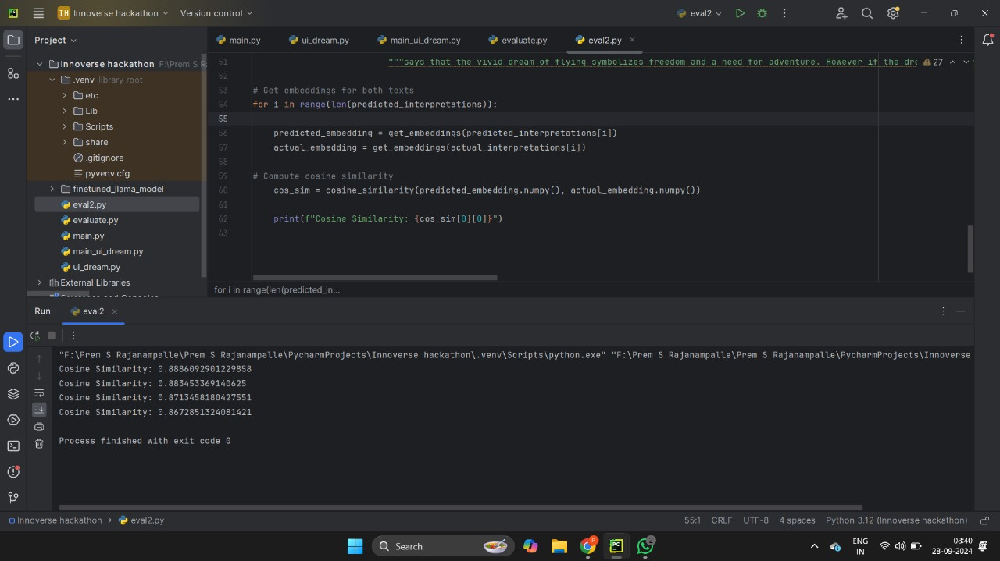 IH Innoverse hackathon Version control eval2
Project
main.py ui_dream.py main_ui_dream.py evaluate.py eval2.py
Innoverse hackathon F:\Prem S
.venv library root
etc
Lib
Scripts
share
.gitignore
pyvenv.cfg
finetuned_llama_model
eval2.py
evaluate.py
main.py
main_ui_dream.py
ui_dream.py
External Libraries
51 """says that the vivid dream of flying symbolizes freedom and a need for adventure. However if the 27
52
53 # Get embeddings for both texts
54 for i in range(len(predicted_interpretations)):
55
56 predicted_embedding = get_embeddings(predicted_interpretations[i])
57 actual_embedding = get_embeddings(actual_interpretations[i])
58
59 # Compute cosine similarity
60 cos_sim = cosine_similarity(predicted_embedding.numpy(), actual_embedding.numpy())
61
62 print(f"Cosine Similarity: {cos_sim[0][0]}")
63
for i in range(len(predicted_in...
Run eval2
"F:\Prem S Rajanampalle\Prem S Rajanampalle\PycharmProjects\Innoverse hackathon\.venv\Scripts\python.exe" "F:\Prem S Rajanampalle\Prem S Rajanampalle\PycharmProjects\Innoverse
Cosine Similarity: 0.8886092901229858
Cosine Similarity: 0.883453369140625
Cosine Similarity: 0.8713458180427551
Cosine Similarity: 0.8672851324081421
Process finished with exit code 0
Innoverse hackathon > eval2.py 55:1 CRLF UTF-8 4 spaces Python 3.12 (Innoverse hackathon)
Search
ENG
IN
08:40
28-09-2024